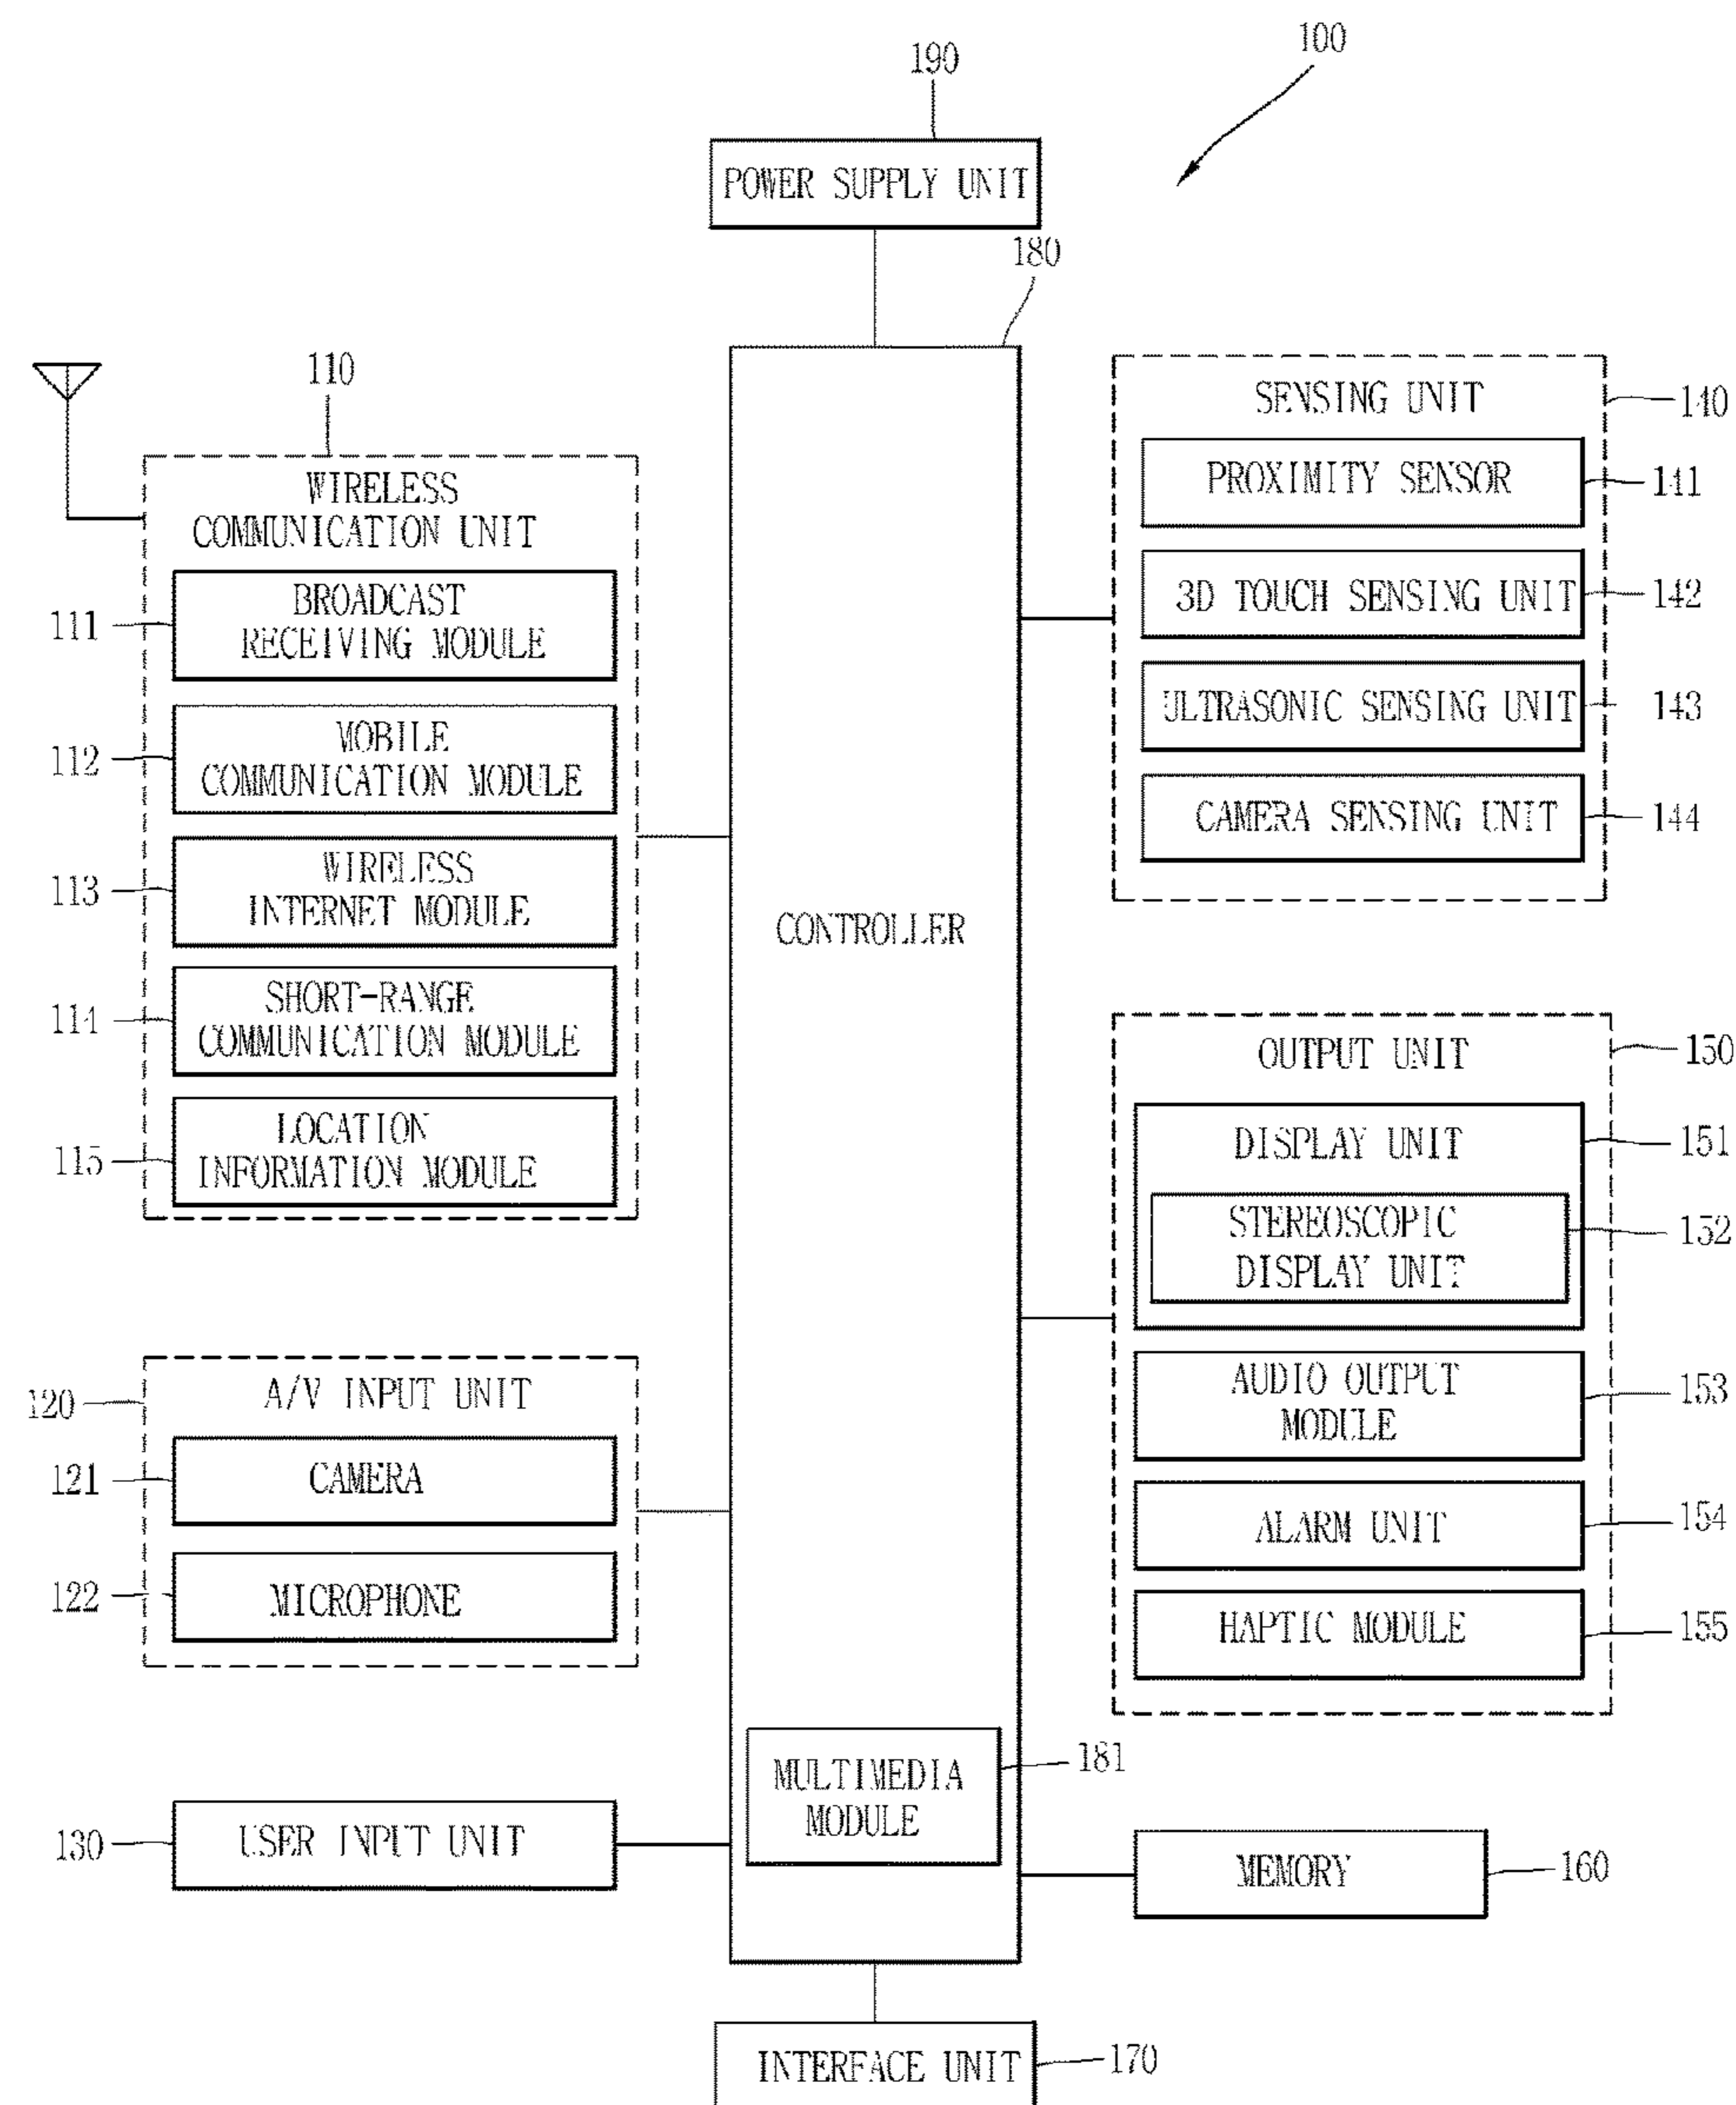 100
190
POWER SUPPLY UNIT
180
110
WIRELESS
COMMUNICATION UNIT
111
BROADCAST
RECEIVING MODULE
112
MOBILE
COMMUNICATION MODULE
113
WIRELESS
INTERNET MODULE
114
SHORT-RANGE
COMMUNICATION MODULE
115
LOCATION
INFORMATION MODULE
120
A/V INPUT UNIT
121
CAMERA
122
MICROPHONE
130
USER INPUT UNIT
CONTROLLER
MULTIMEDIA
MODULE
181
SENSING UNIT
140
PROXIMITY SENSOR
141
3D TOUCH SENSING UNIT
142
ULTRASONIC SENSING UNIT
143
CAMERA SENSING UNIT
144
OUTPUT UNIT
150
DISPLAY UNIT
151
STEREOSCOPIC
DISPLAY UNIT
152
AUDIO OUTPUT
MODULE
153
ALARM UNIT
154
HAPTIC MODULE
155
MEMORY
160
INTERFACE UNIT
170